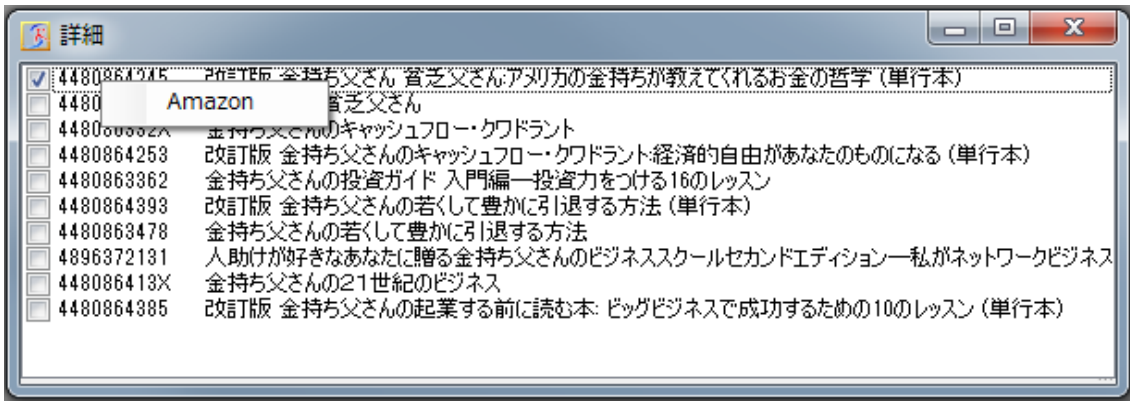 詳細
4480864245 改訂版 金持ち父さん 貧乏父さん:アメリカの金持ちが教えてくれるお金の哲学 (単行本)
Amazon
4480 貧乏父さん
448086332X 金持ち父さんのキャッシュフロー・クワドラント
4480864253 改訂版 金持ち父さんのキャッシュフロー・クワドラント:経済的自由があなたのものになる (単行本)
4480863362 金持ち父さんの投資ガイド 入門編―投資力をつける16のレッスン
4480864393 改訂版 金持ち父さんの若くして豊かに引退する方法 (単行本)
4480863478 金持ち父さんの若くして豊かに引退する方法
4896372131 人助けが好きなあなたに贈る金持ち父さんのビジネススクールセカンドエディション―私がネットワークビジネス
448086413X 金持ち父さんの21世紀のビジネス
4480864385 改訂版 金持ち父さんの起業する前に読む本: ビッグビジネスで成功するための10のレッスン (単行本)